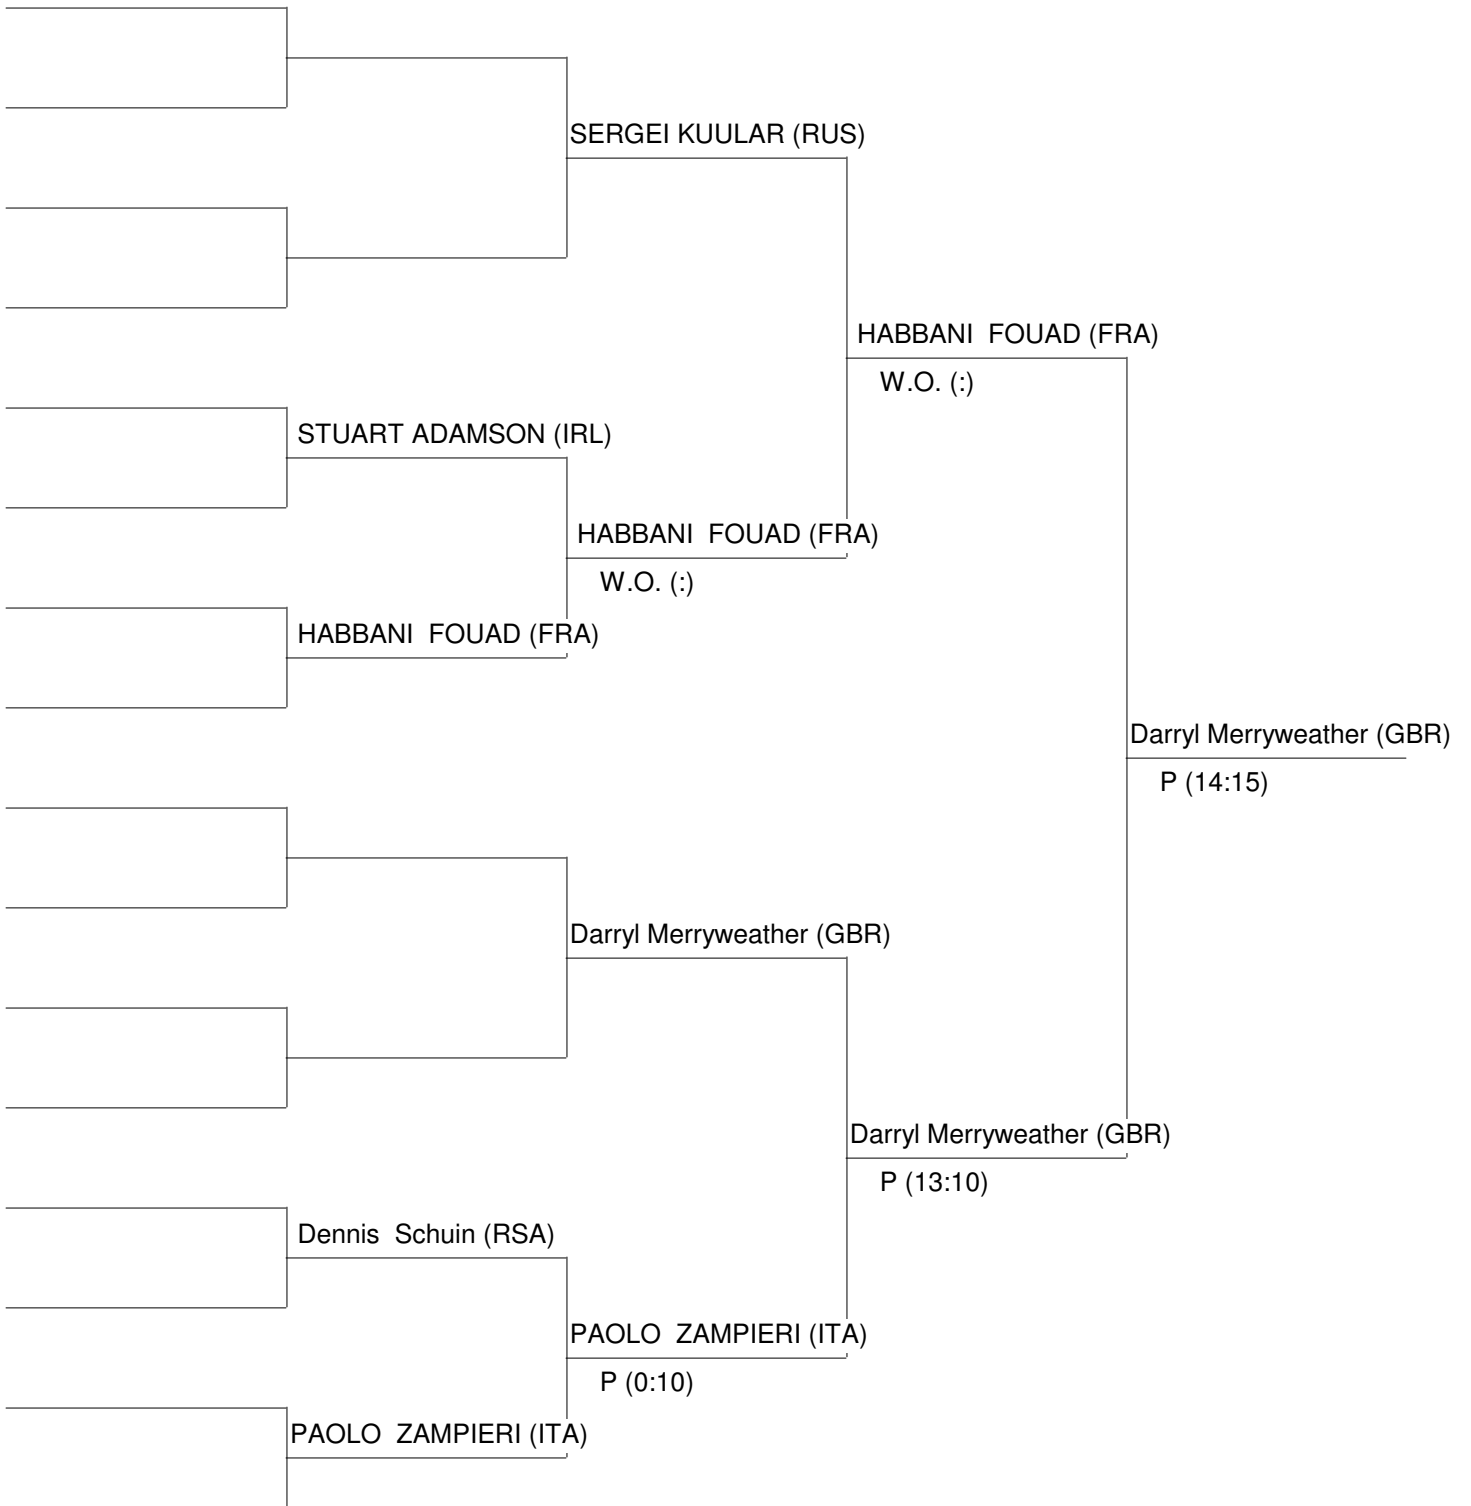 SERGEI KUULAR (RUS)
HABBANI  FOUAD (FRA)
W.O. (:)
STUART ADAMSON (IRL)
HABBANI  FOUAD (FRA)
W.O. (:)
HABBANI  FOUAD (FRA)
Darryl Merryweather (GBR)
P (14:15)
Darryl Merryweather (GBR)
Darryl Merryweather (GBR)
P (13:10)
Dennis  Schuin (RSA)
PAOLO  ZAMPIERI (ITA)
P (0:10)
PAOLO  ZAMPIERI (ITA)